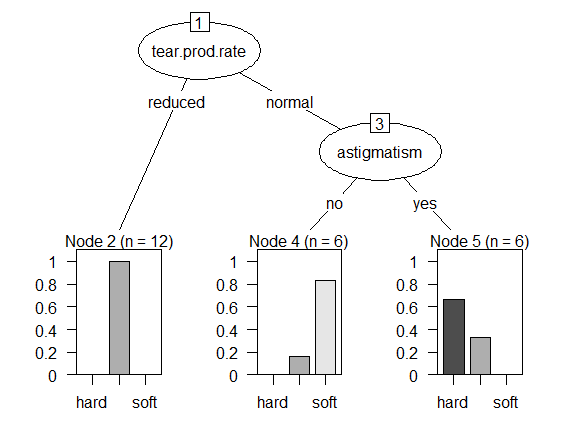 1
tear.prod.rate
reduced normal
3
astigmatism
no yes
Node 2 (n = 12) Node 4 (n = 6) Node 5 (n = 6)
1 1 1
0.8 0.8 0.8
0.6 0.6 0.6
0.4 0.4 0.4
0.2 0.2 0.2
0 0 0
hard soft hard soft hard soft